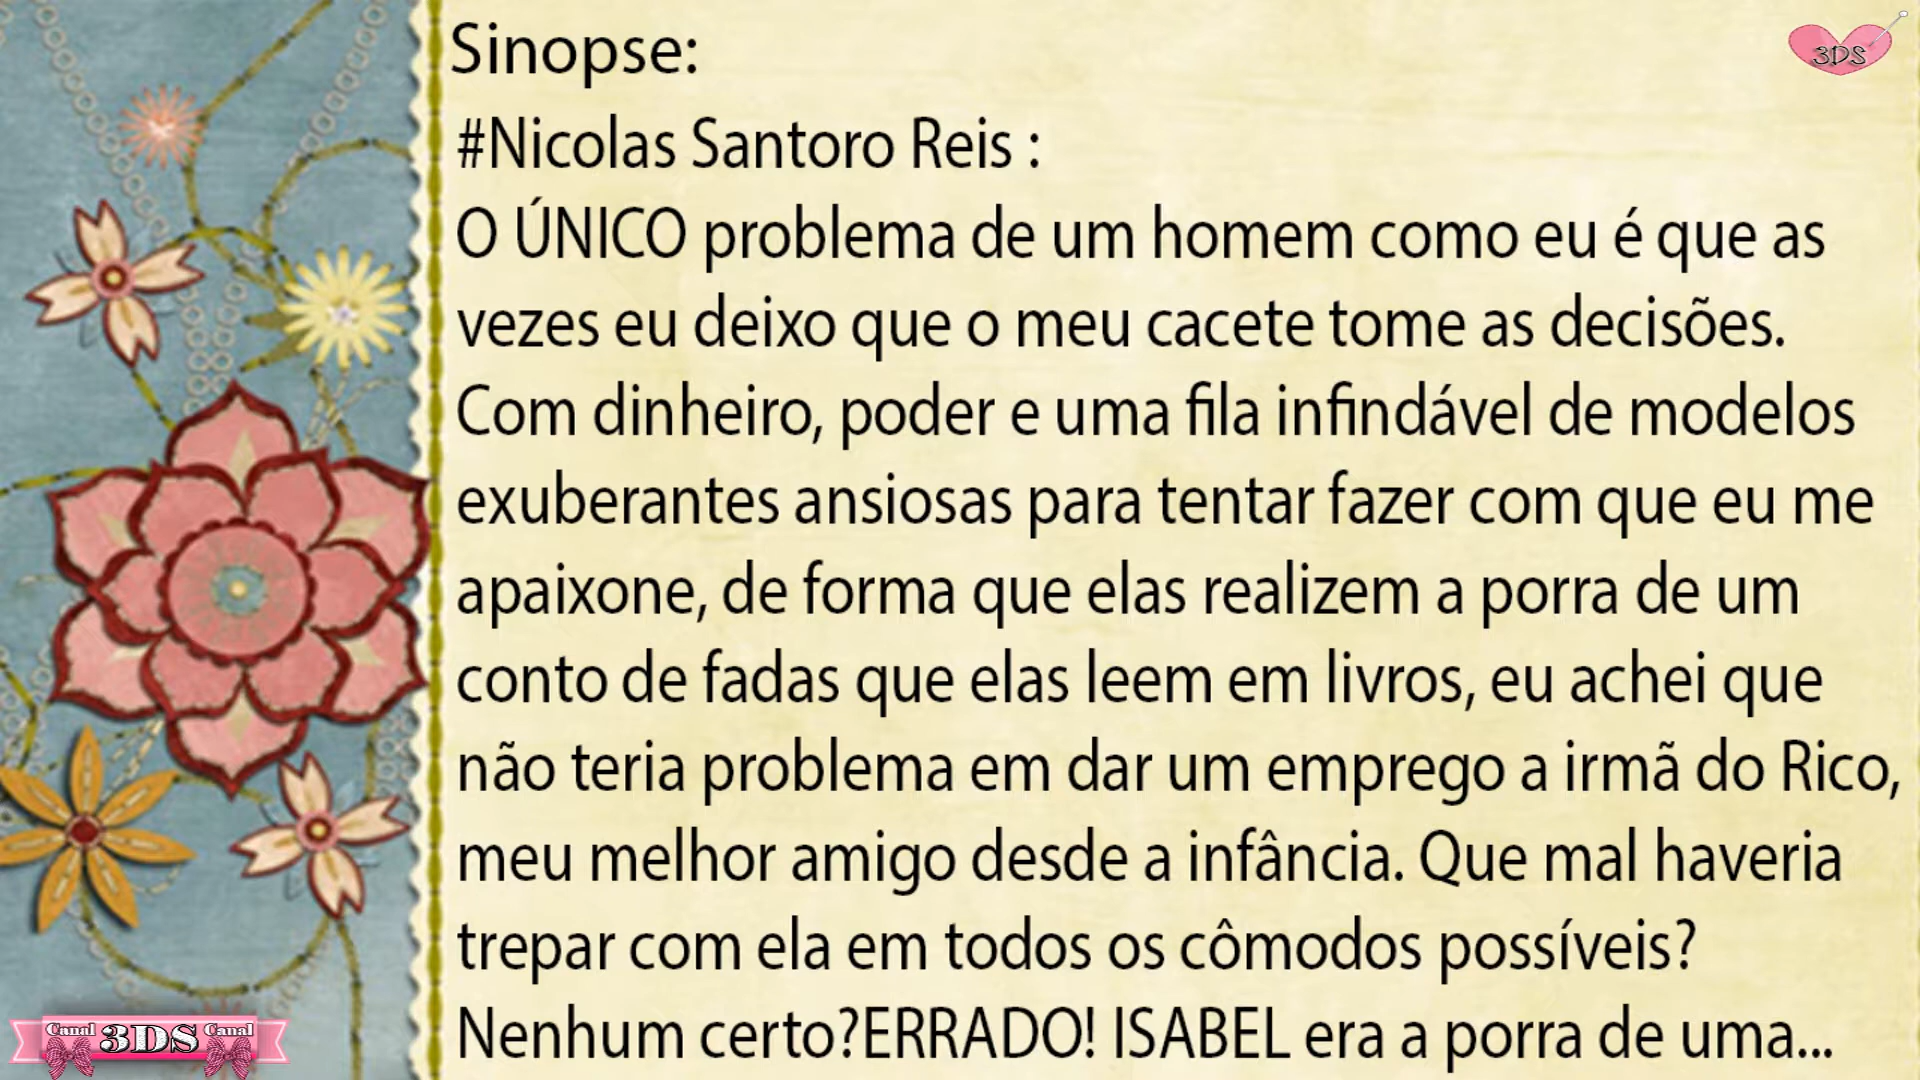 Sinopse:
3DS
#Nicolas Santoro Reis :
O ÚNICO problema de um homem como eu é que as
vezes eu deixo que o meu cacete tome as decisões.
Com dinheiro, poder e uma fila infindável de modelos
exuberantes ansiosas para tentar fazer com que eu me
apaixone, de forma que elas realizem a porra de um
conto de fadas que elas leem em livros, eu achei que
não teria problema em dar um emprego a irmã do Rico,
meu melhor amigo desde a infância. Que mal haveria
trepar com ela em todos os cômodos possíveis?
Nenhum certo?ERRADO! ISABEL era a porra de uma...
Canal 3DS Canal